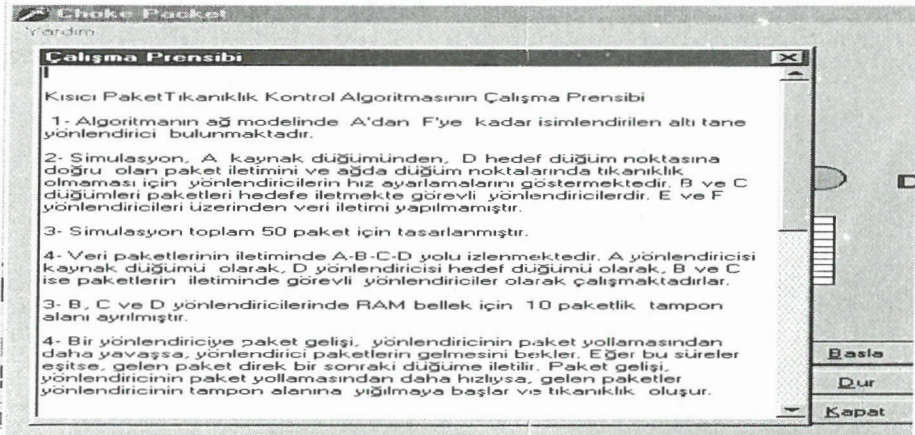 Choke Packet
Yardım
Çalışma Prensibi
Kısıcı PaketTıkanıklık Kontrol Algoritmasının Çalışma Prensibi
1- Algoritmanın ağ modelinde A'dan F'ye kadar isimlendirilen altı tane
yönlendirici bulunmaktadır.
2- Simulasyon, A kaynak düğümünden, D hedef düğüm noktasına
doğru olan paket iletimini ve ağda düğüm noktalarında tıkanıklık
olmaması için yönlendiricilerin hız ayarlamalarını göstermektedir. B ve C
düğümleri paketleri hedefe iletmekte görevli yönlendiricilerdir. E ve F
yönlendiricileri üzerinden veri iletimi yapılmamıştır.
3- Simulasyon toplam 50 paket için tasarlanmıştır.
4- Veri paketlerinin iletiminde A-B-C-D yolu izlenmektedir. A yönlendiricisi
kaynak düğümü olarak, D yönlendiricisi hedef düğümü olarak, B ve C
ise paketlerin iletiminde görevli yönlendiriciler olarak çalışmaktadırlar.
3- B, C ve D yönlendiricilerinde RAM bellek için 10 paketlik tampon
alanı ayrılmıştır.
4- Bir yönlendiriciye paket gelişi, yönlendiricinin paket yollamasından
daha yavaşsa, yönlendirici paketlerin gelmesini bekler. Eğer bu süreler
eşitse, gelen paket direk bir sonraki düğüme iletilir. Paket gelişi,
yönlendiricinin paket yollamasından daha hızlıysa, gelen paketler
yönlendiricinin tampon alanına yığılmaya başlar ve tıkanıklık oluşur.
Basla
Dur
Kapat